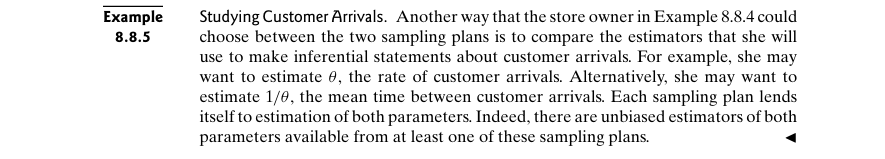 Example
8.8.5
Studying Customer Arrivals. Another way that the store owner in Example 8.8.4 could
choose between the two sampling plans is to compare the estimators that she will
use to make inferential statements about customer arrivals. For example, she may
want to estimate θ, the rate of customer arrivals. Alternatively, she may want to
estimate 1/θ, the mean time between customer arrivals. Each sampling plan lends
itself to estimation of both parameters. Indeed, there are unbiased estimators of both
parameters available from at least one of these sampling plans. ◄